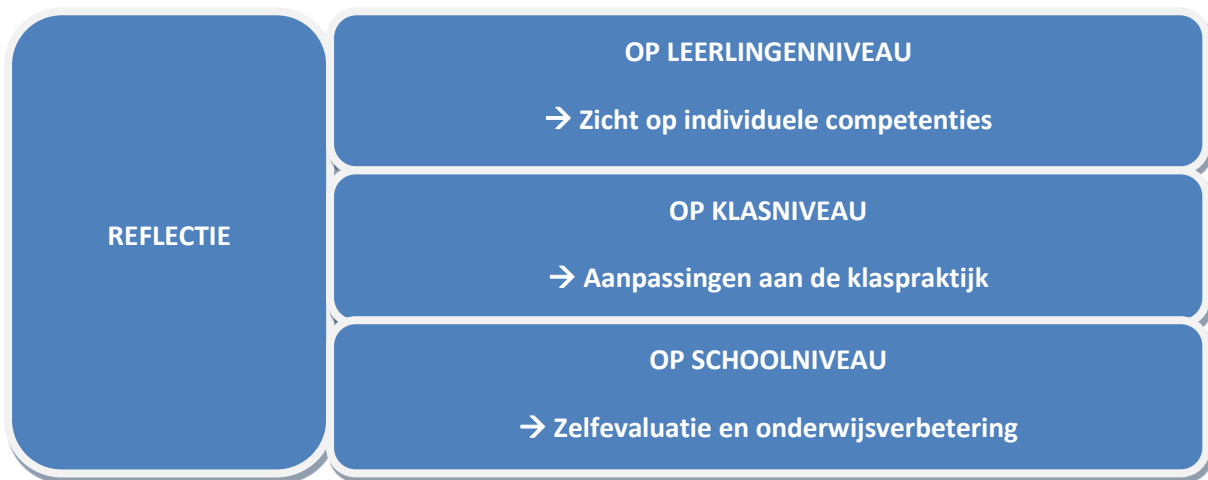 REFLECTIE
OP LEERLINGENNIVEAU
→ Zicht op individuele competenties
OP KLASNIVEAU
→ Aanpassingen aan de klaspraktijk
OP SCHOOLNIVEAU
→ Zelfevaluatie en onderwijsverbetering